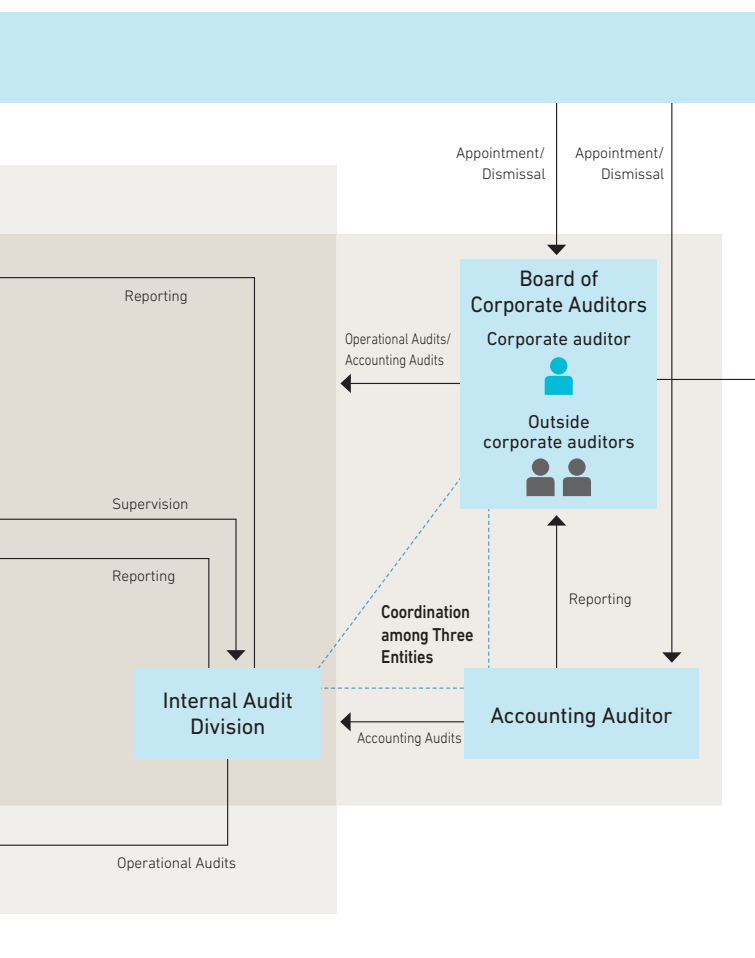 Appointment/
Dismissal
Appointment/
Dismissal
Board of
Corporate Auditors
Corporate auditor
Outside
corporate auditors
Reporting
Operational Audits/
Accounting Audits
Supervision
Reporting
Reporting
Coordination
among Three
Entities
Internal Audit
Division
Accounting Auditor
Accounting Audits
Operational Audits